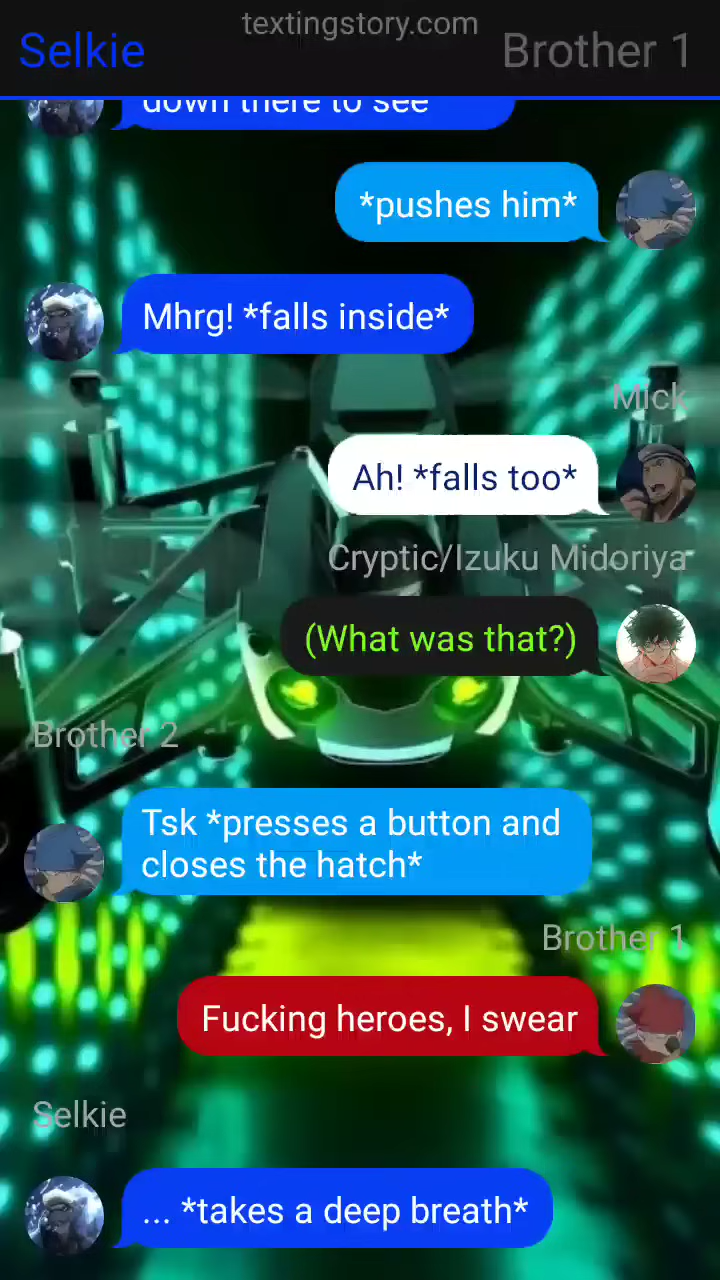 textingstory.com
Selkie
Brother 1
down there to see
*pushes him*
Mhrg! *falls inside*
Mick
Ah! *falls too*
Cryptic/Izuku Midoriya
(What was that?)
Brother 2
Tsk *presses a button and
closes the hatch*
Brother 1
Fucking heroes, I swear
Selkie
... *takes a deep breath*